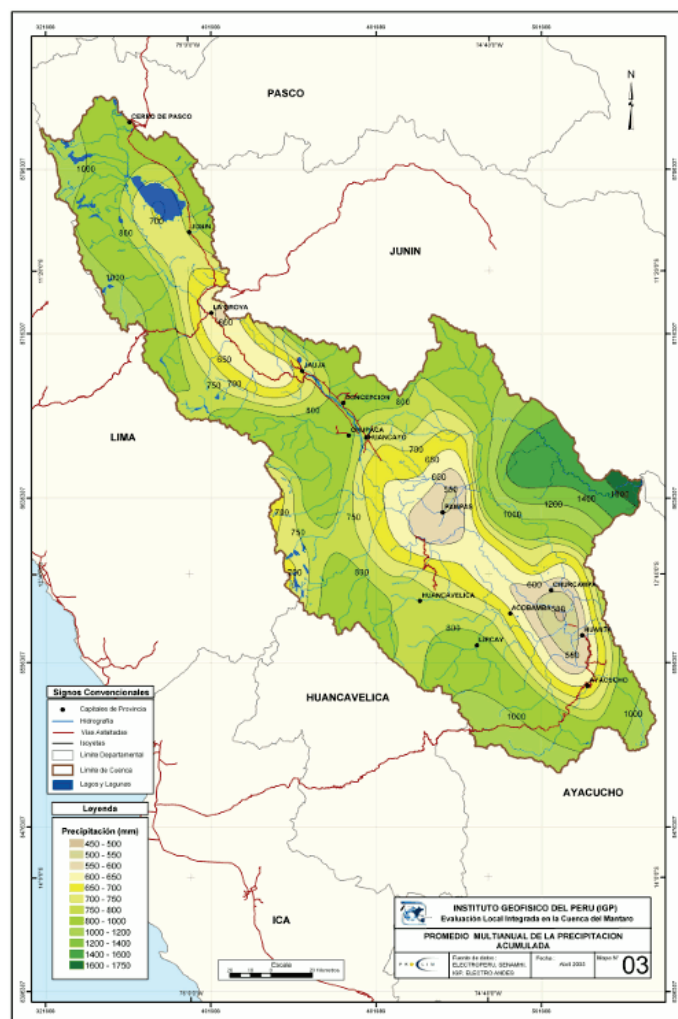 PASCO
N
CERRO DE PASCO
1000
700
800
JUNIN
JUNIN
1000
LA OROYA
600
650
JAUJA
750
700
CONCEPCION
800
800
CHUPACA
HUANCAYO
LIMA
700
650
600
550
1400
1200
1600
1000
PAMPAS
700
750
750
700
800
600
CHURCAMPA
HUANCAVELICA
ACOBAMBA
500
HUANTA
800
LIRCAY
550
AYACUCHO
HUANCAVELICA
1000
1000
AYACUCHO
ICA
Signos Convencionales
Capitales de Provincia
Hidrografía
Vías Asfaltadas
Isoyetas
Límite Departamental
Límite de Cuenca
Lagos y Lagunas
Leyenda
Precipitación (mm)
450 - 500
500 - 550
550 - 600
600 - 650
650 - 700
700 - 750
750 - 800
800 - 1000
1000 - 1200
1200 - 1400
1400 - 1600
1600 - 1750
Escala
INSTITUTO GEOFISICO DEL PERU (IGP)
Evaluación Local Integrada en la Cuenca del Mantaro
PROMEDIO MULTIANUAL DE LA PRECIPITACION
ACUMULADA
Fuente de datos:
ELECTROPERU, SENAMHI,
IGP, ELECTRO ANDES
Fecha:
Abril 2003
Mapa N°
03